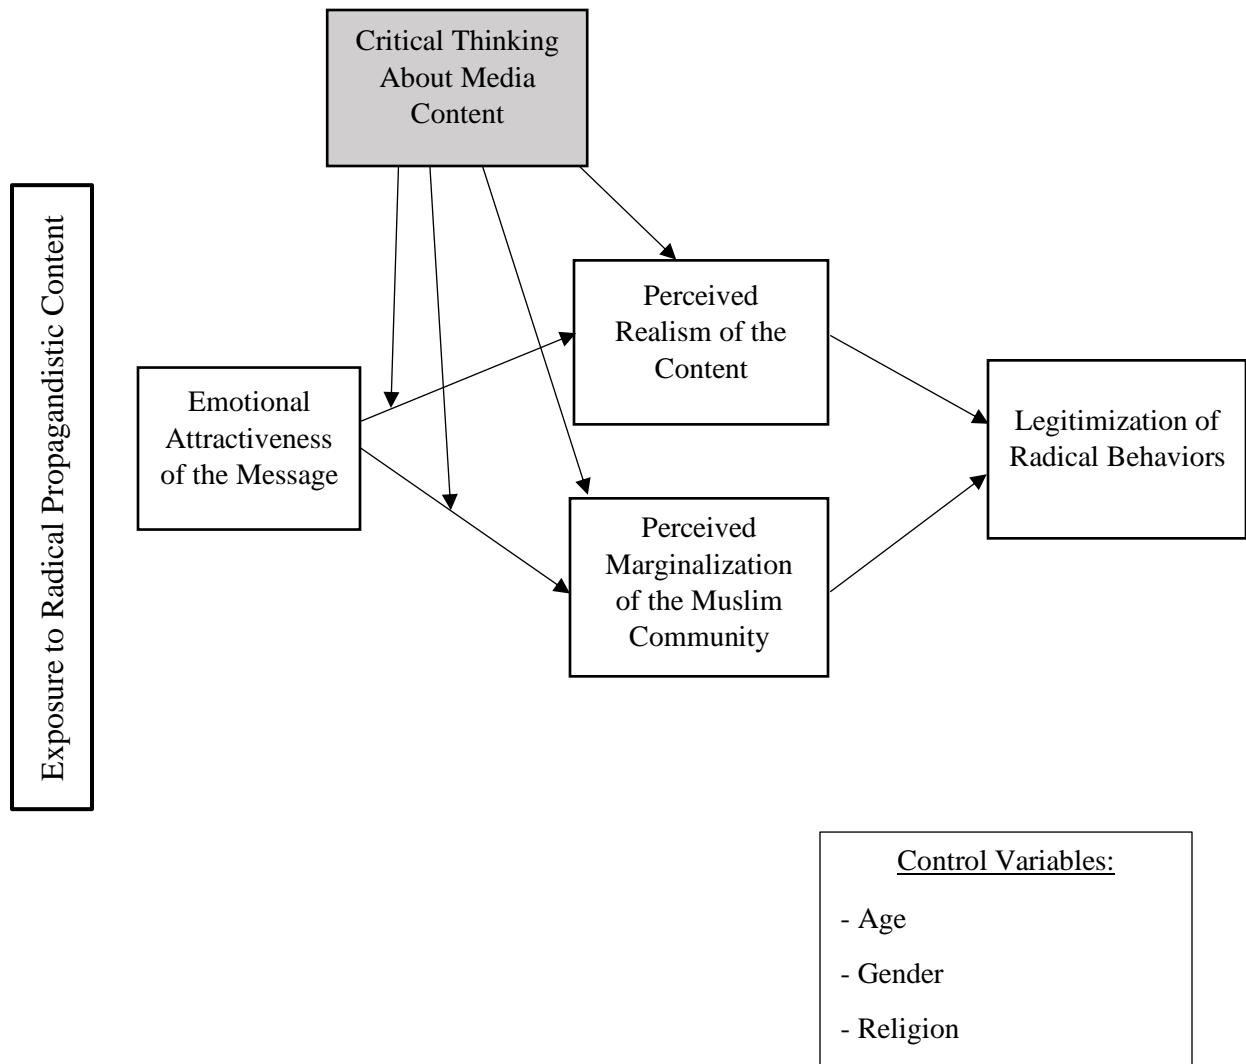 Critical Thinking
About Media
Content
Exposure to Radical Propagandistic Content
Perceived
Realism of the
Content
Emotional
Attractiveness
of the Message
Legitimization of
Radical Behaviors
Perceived
Marginalization
of the Muslim
Community
Control Variables:
- Age
- Gender
- Religion